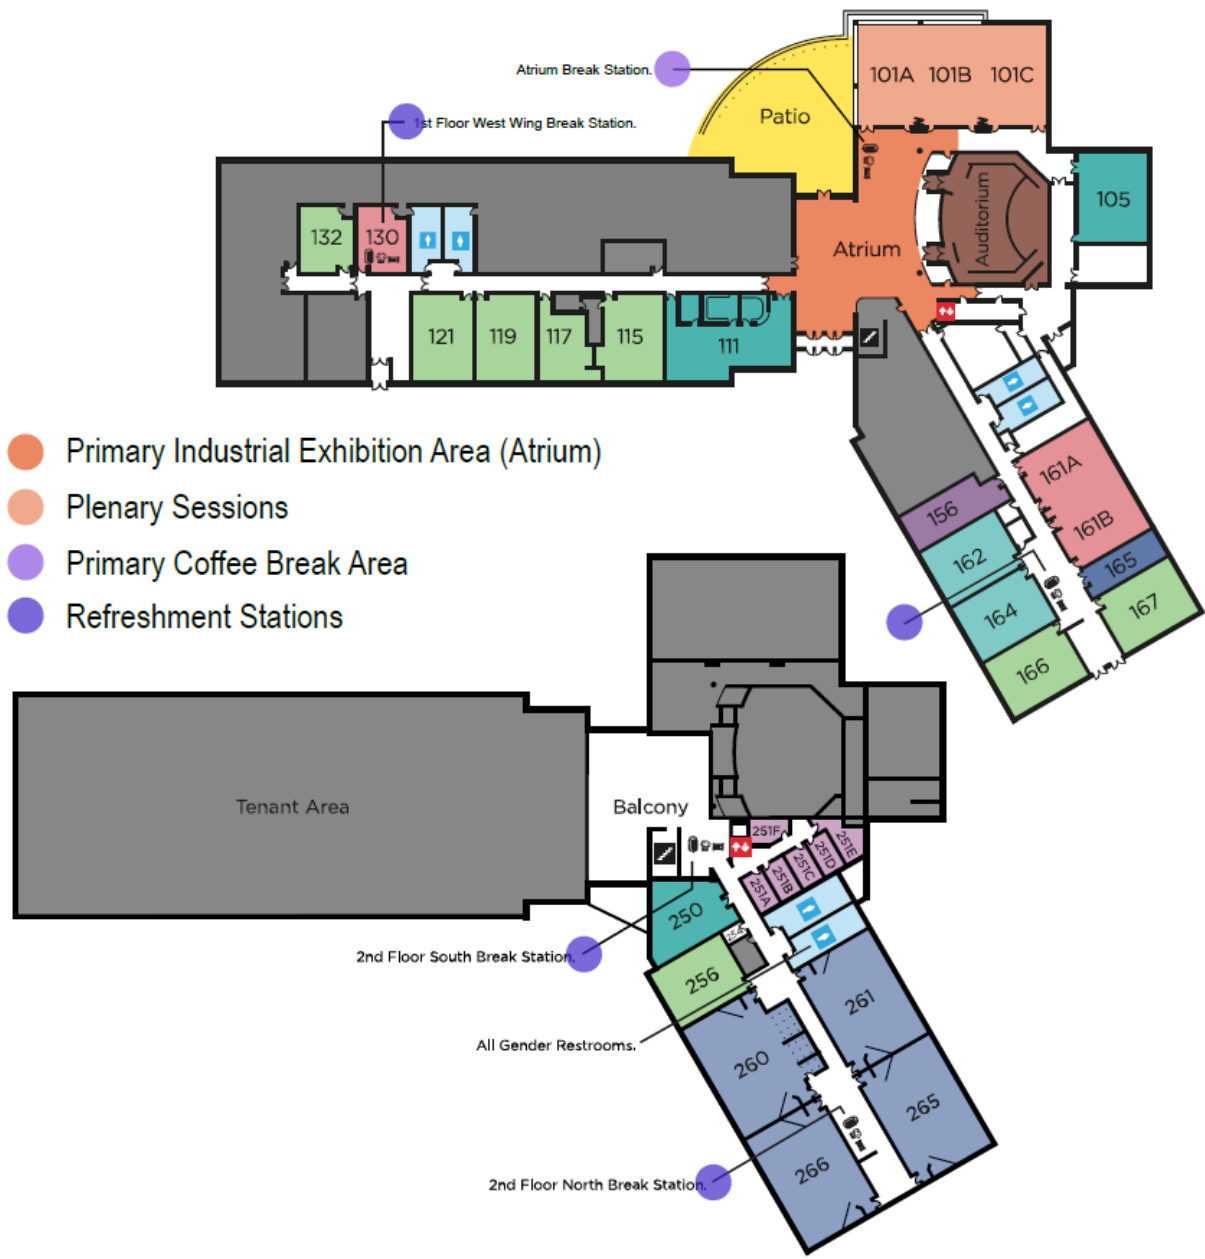 Atrium Break Station.
101A 101B 101C
Patio
1st Floor West Wing Break Station.
105
Auditorium
132
130
Atrium
121
119
117
115
111
Primary Industrial Exhibition Area (Atrium)
Plenary Sessions
Primary Coffee Break Area
Refreshment Stations
161A
161B
156
162
165
164
167
166
Tenant Area
Balcony
251F
251E
251D
251C
251B
251A
250
254
2nd Floor South Break Station.
256
261
All Gender Restrooms.
260
265
266
2nd Floor North Break Station.